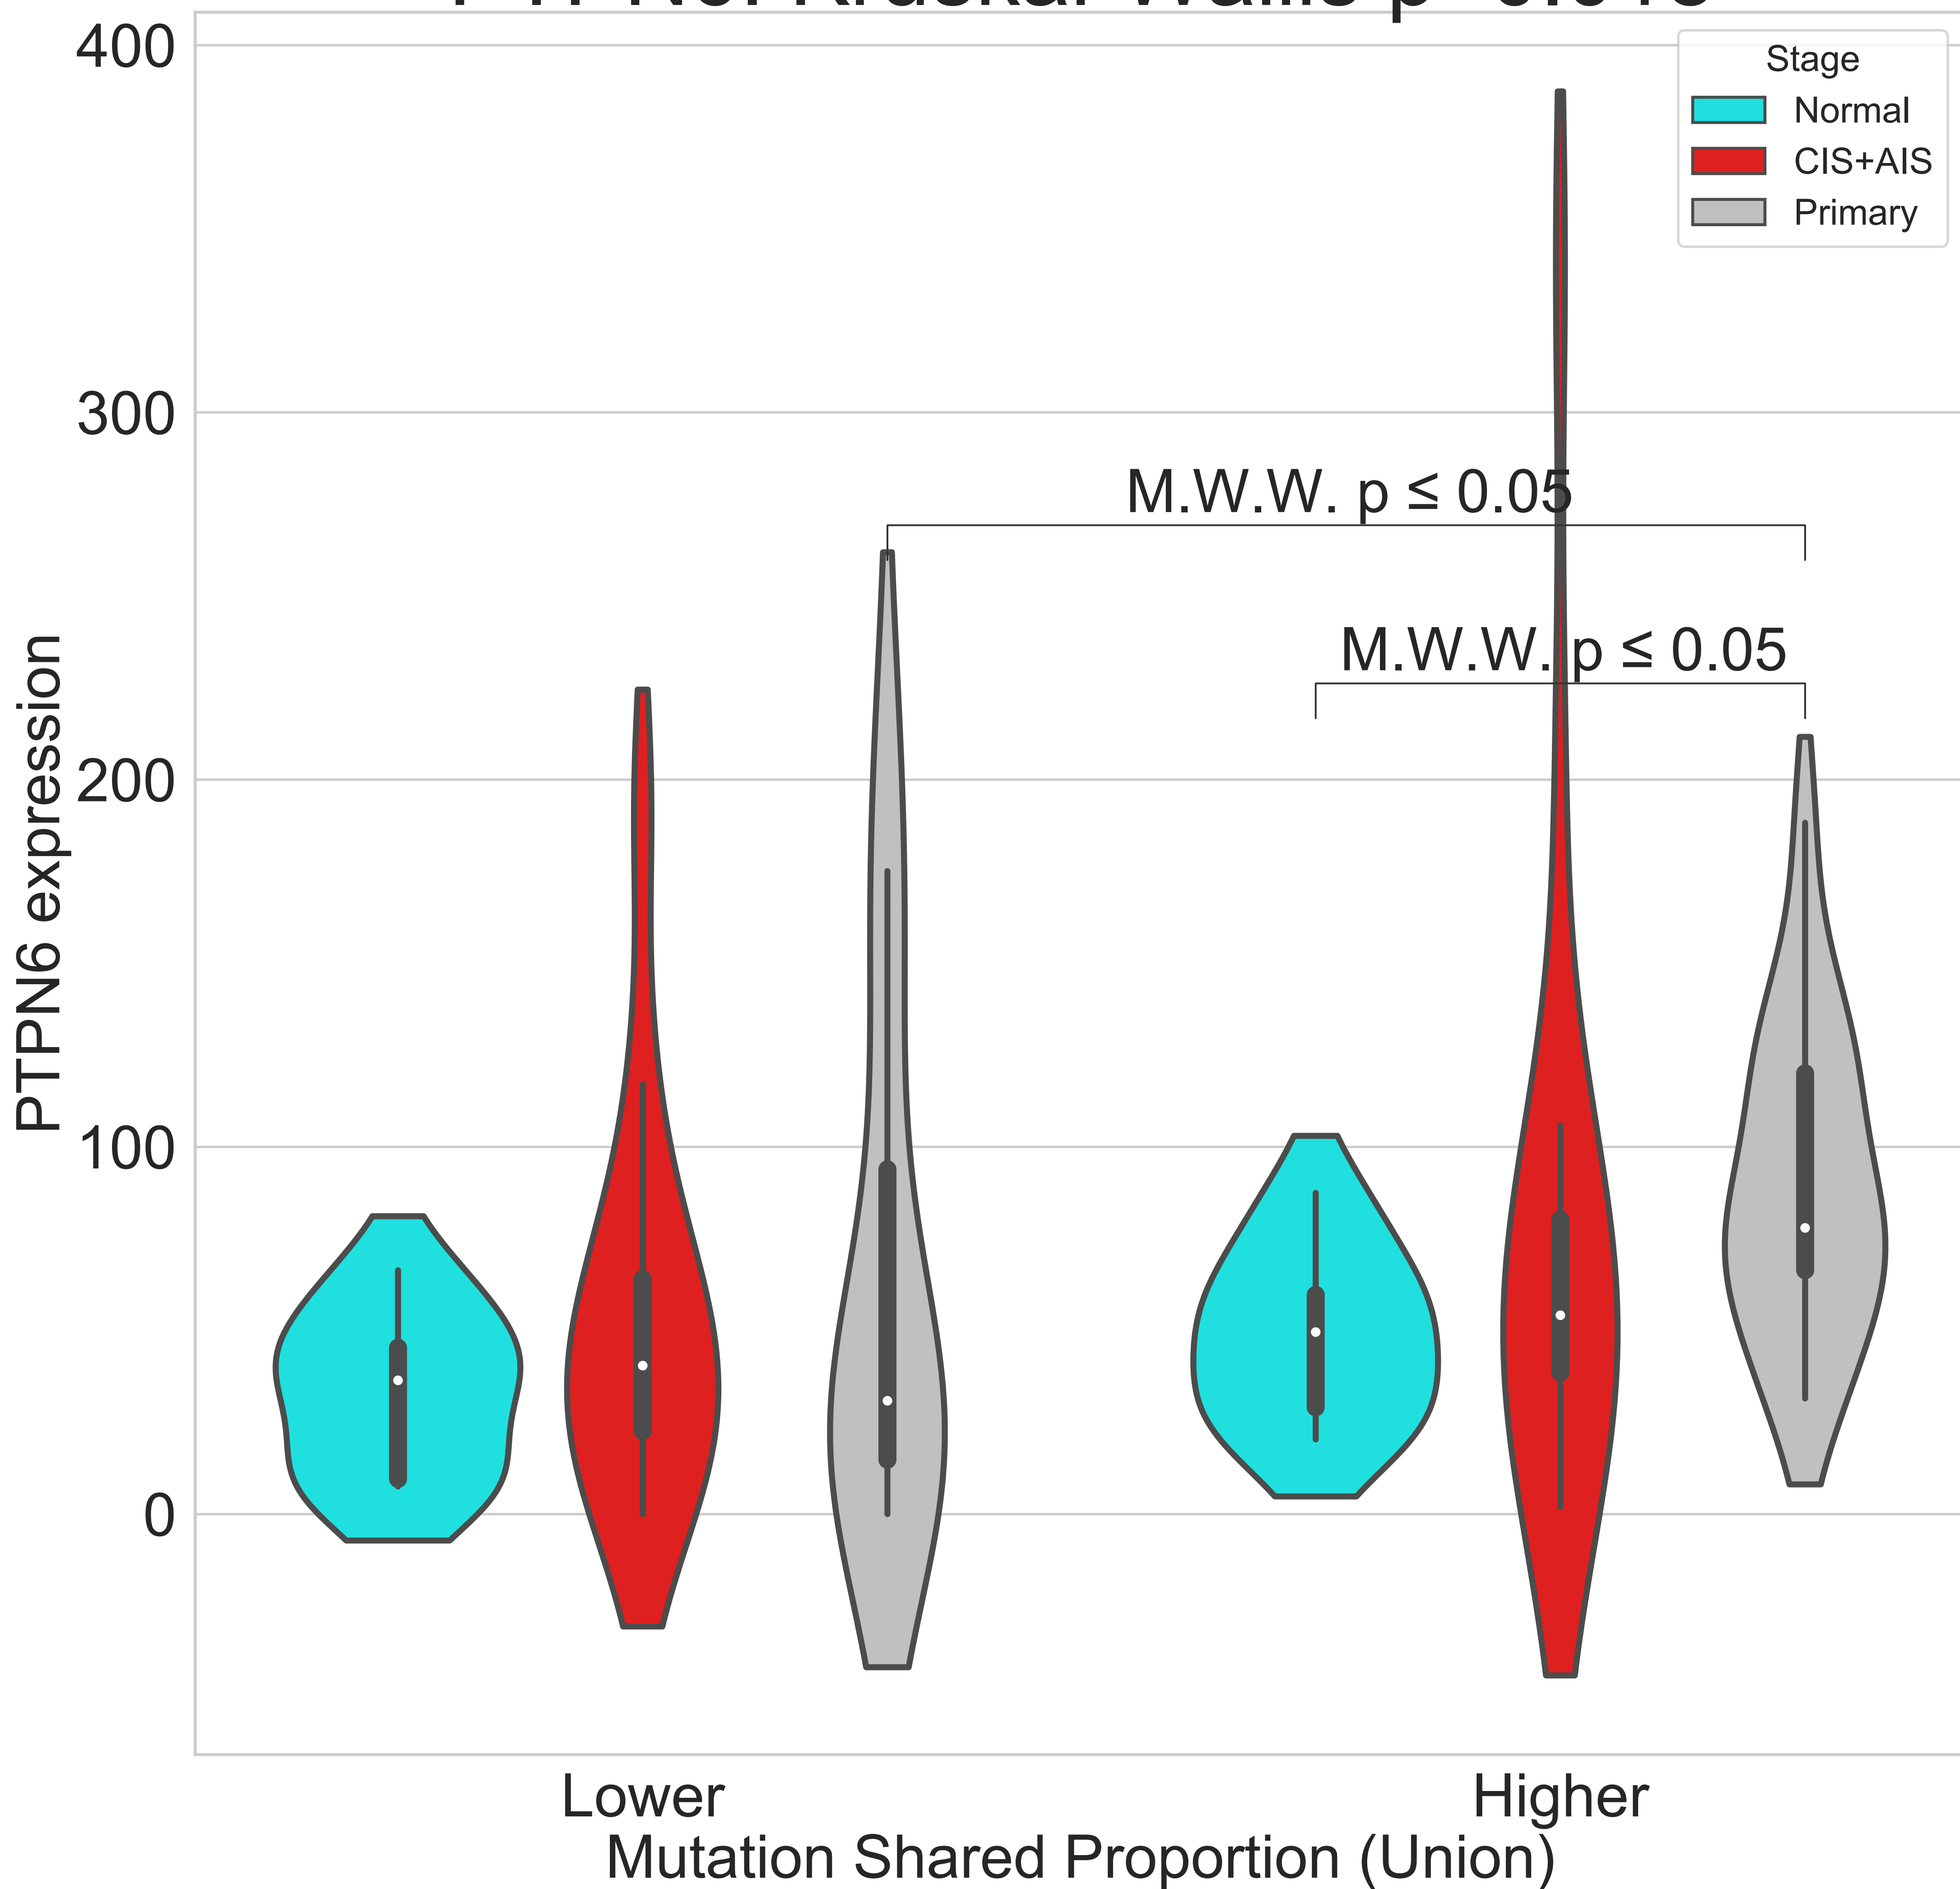 400
300
200
100
0
PTPN6 expression
Stage
Normal
CIS+AIS
Primary
M.W.W. p ≤ 0.05
M.W.W. p ≤ 0.05
Lower
Higher
Mutation Shared Proportion (Union)